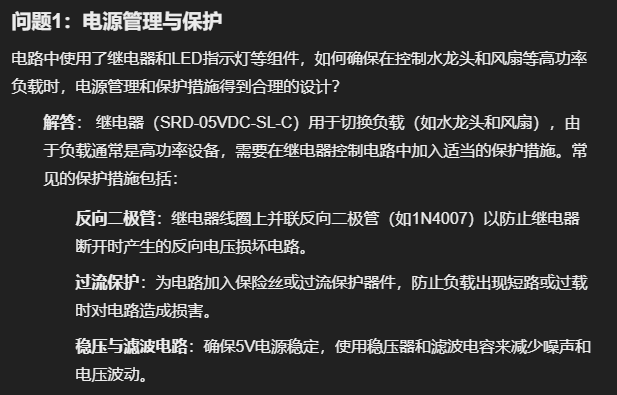 问题1：电源管理与保护
电路中使用了继电器和LED指示灯等组件，如何确保在控制水龙头和风扇等高功率
负载时，电源管理和保护措施得到合理的设计？
解答： 继电器（SRD-05VDC-SL-C）用于切换负载（如水龙头和风扇），由
于负载通常是高功率设备，需要在继电器控制电路中加入适当的保护措施。常
见的保护措施包括：
反向二极管：继电器线圈上并联反向二极管（如1N4007）以防止继电器
断开时产生的反向电压损坏电路。
过流保护：为电路加入保险丝或过流保护器件，防止负载出现短路或过载
时对电路造成损害。
稳压与滤波电路：确保5V电源稳定，使用稳压器和滤波电容来减少噪声和
电压波动。